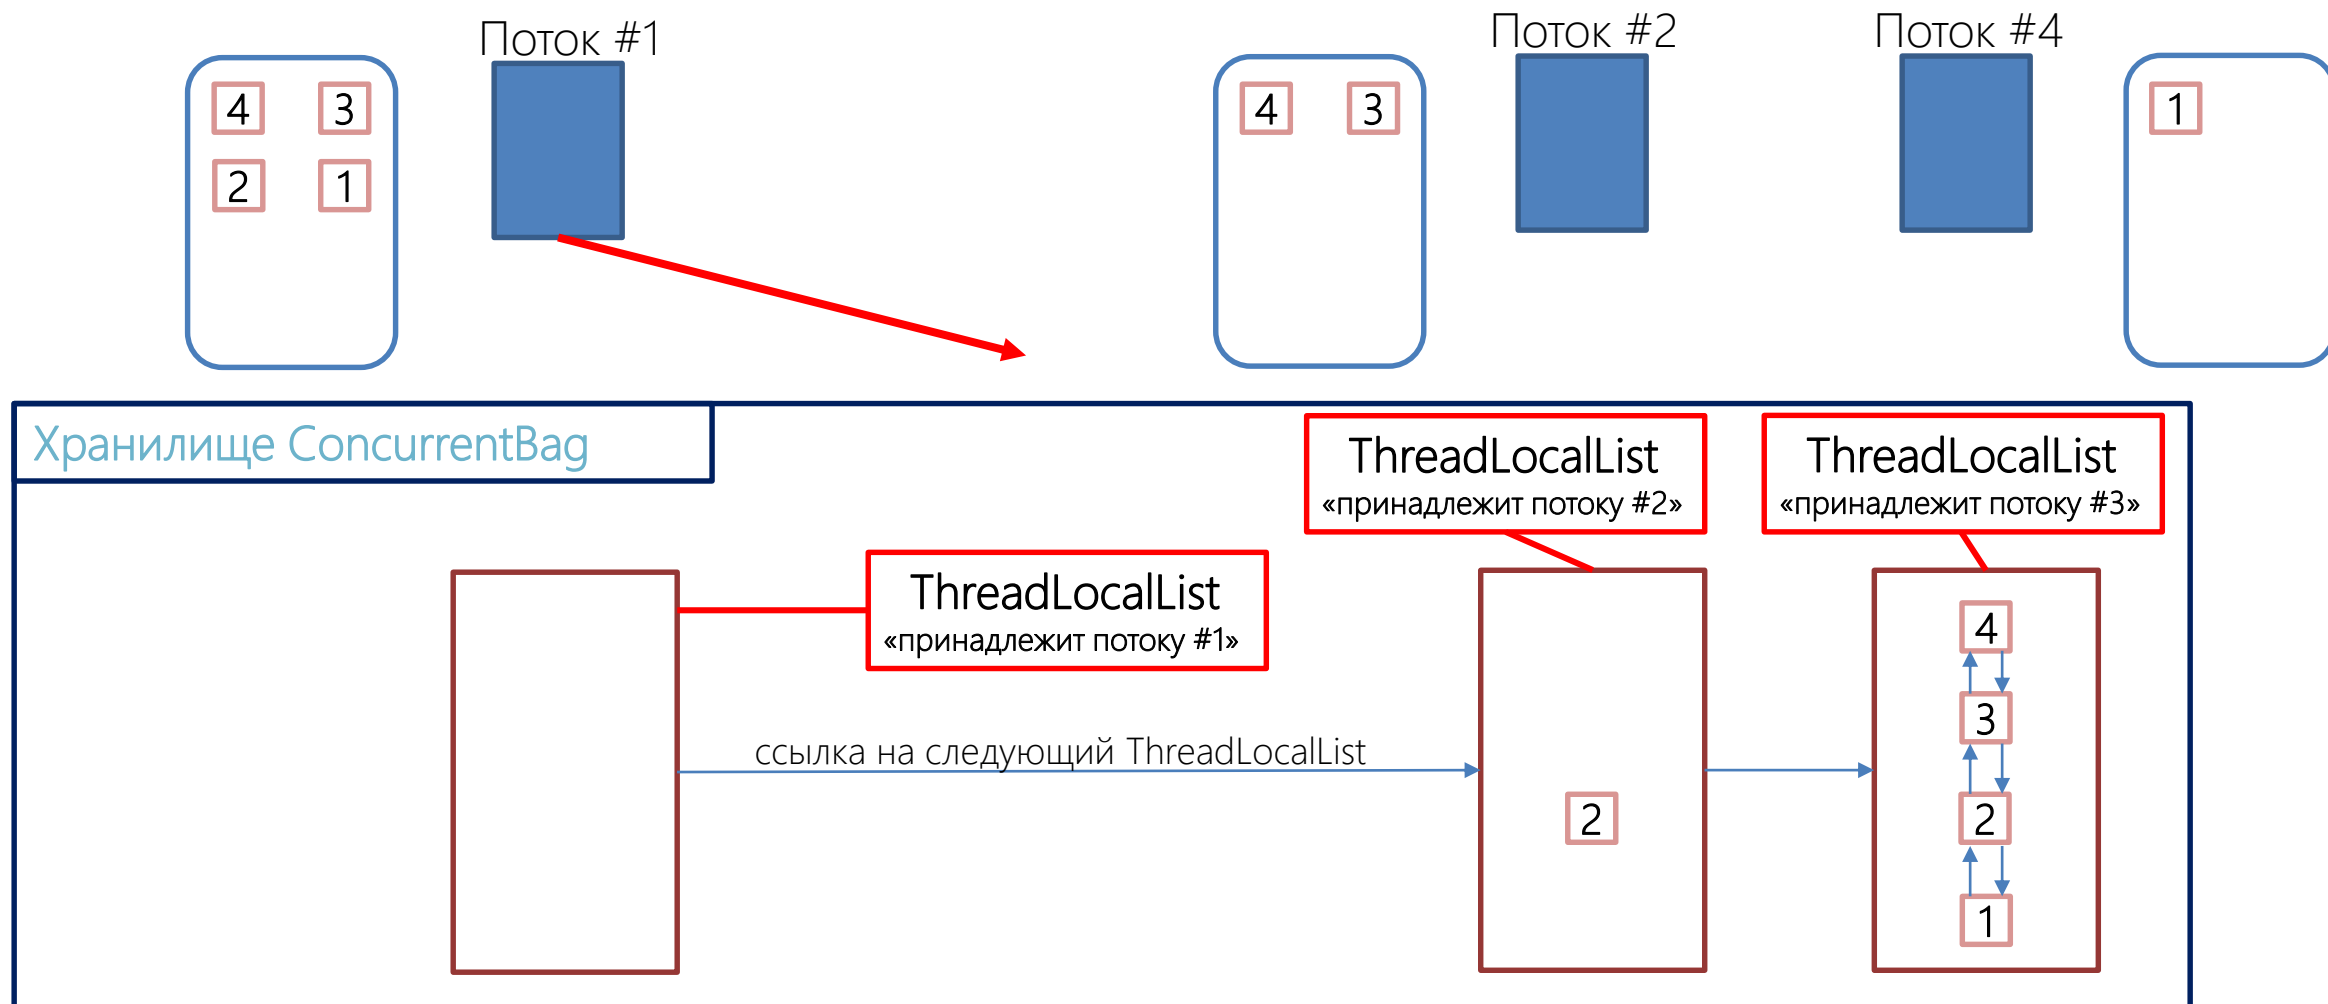 Поток #1
Поток #2
Поток #4
4 3
2 1
4 3
1
Хранилище ConcurrentBag
ThreadLocalList
«принадлежит потоку #2»
ThreadLocalList
«принадлежит потоку #3»
ThreadLocalList
«принадлежит потоку #1»
ссылка на следующий ThreadLocalList
2
4
3
2
1